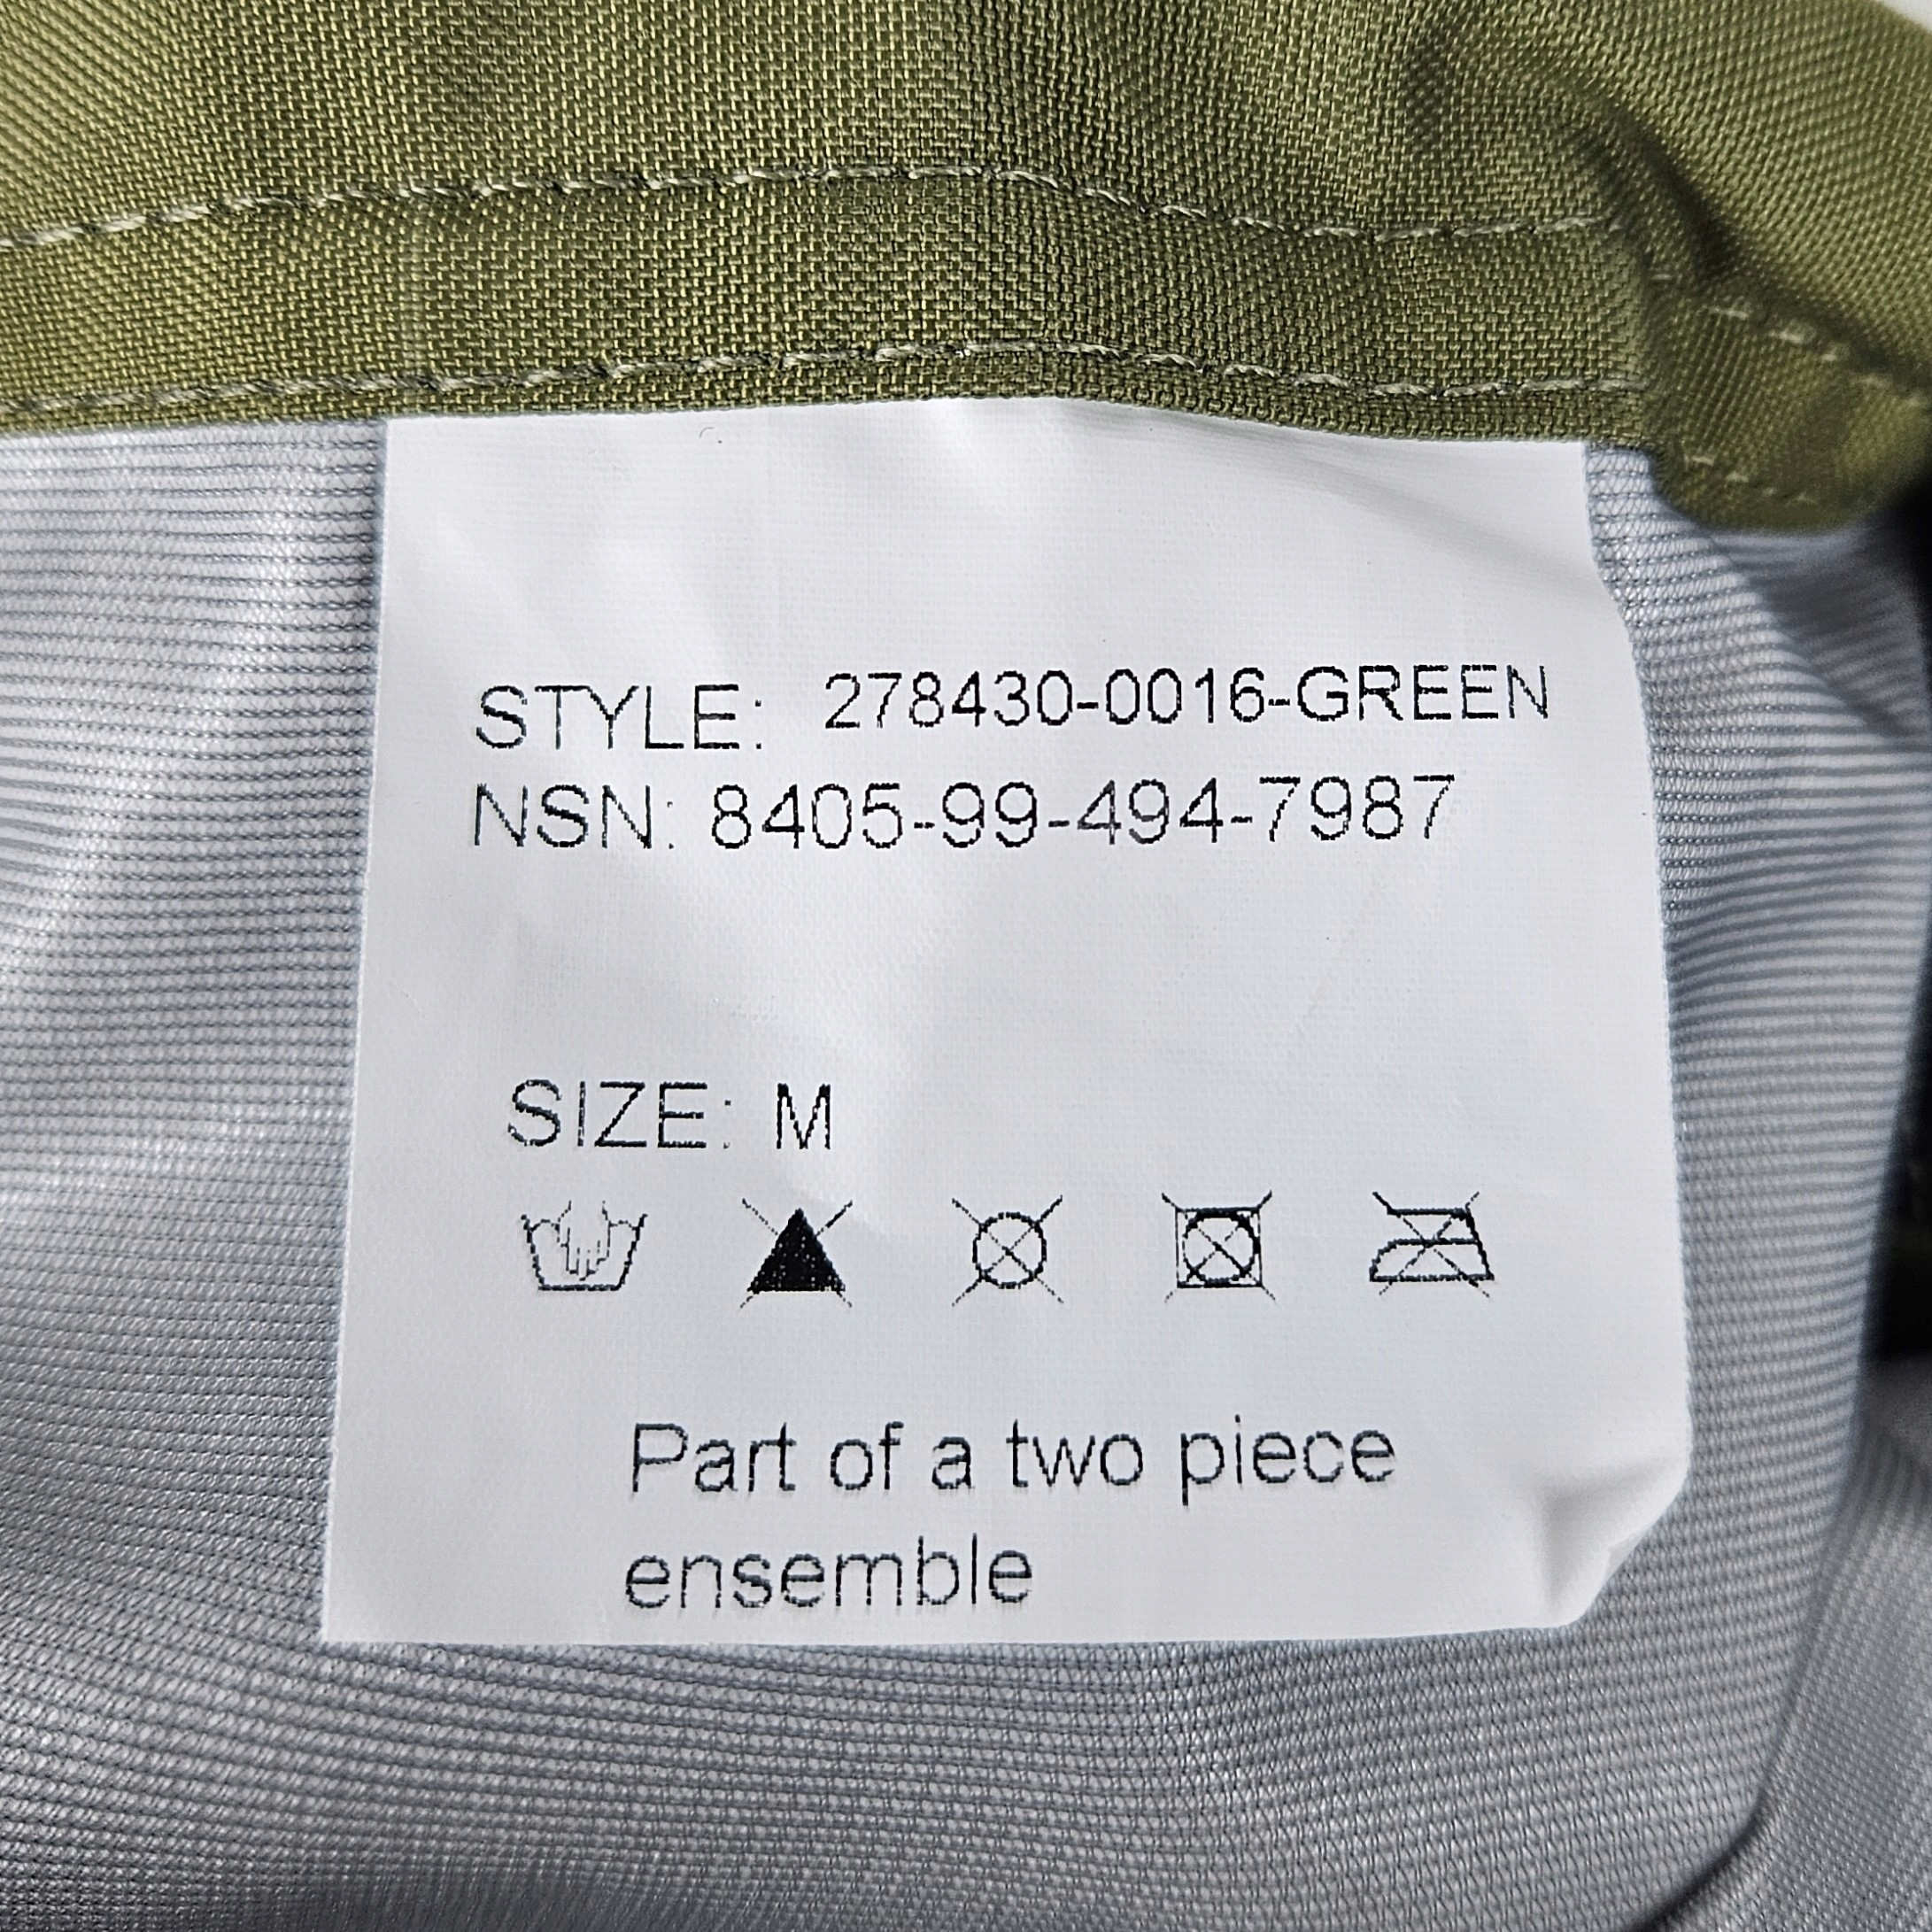 STYLE: 278430-0016-GREEN
NSN: 8405-99-494-7987
SIZE: M
Part of a two piece
ensemble